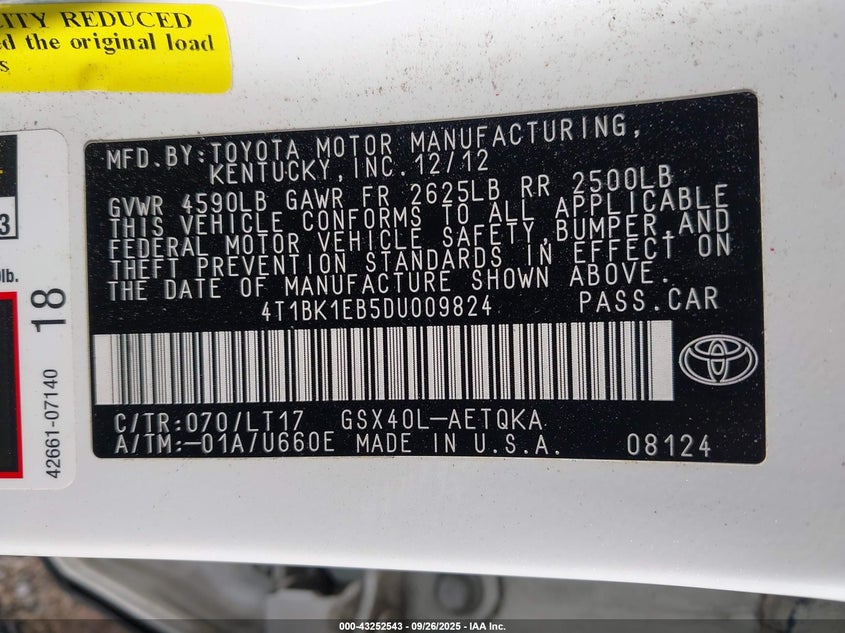 ITY REDUCED
ed the original load
s
3
lb.
18
42661-07140
MFD.BY:TOYOTA MOTOR MANUFACTURING,
KENTUCKY,INC.12/12
GVWR 4590LB GAWR FR 2625LB RR 2500LB
THIS VEHICLE CONFORMS TO ALL APPLICABLE
FEDERAL MOTOR VEHICLE SAFETY,BUMPER,AND
THEFT PREVENTION STANDARDS IN EFFECT ON
THE DATE OF MANUFACTURE SHOWN ABOVE.
4T1BK1EB5DU009824 PASS.CAR
C/TR:070/LT17 GSX40L-AETQKA
A/TM:-01A/U660E MADE IN U.S.A. 08124
000-43252543 | 09/26/2025 - IAA Inc.